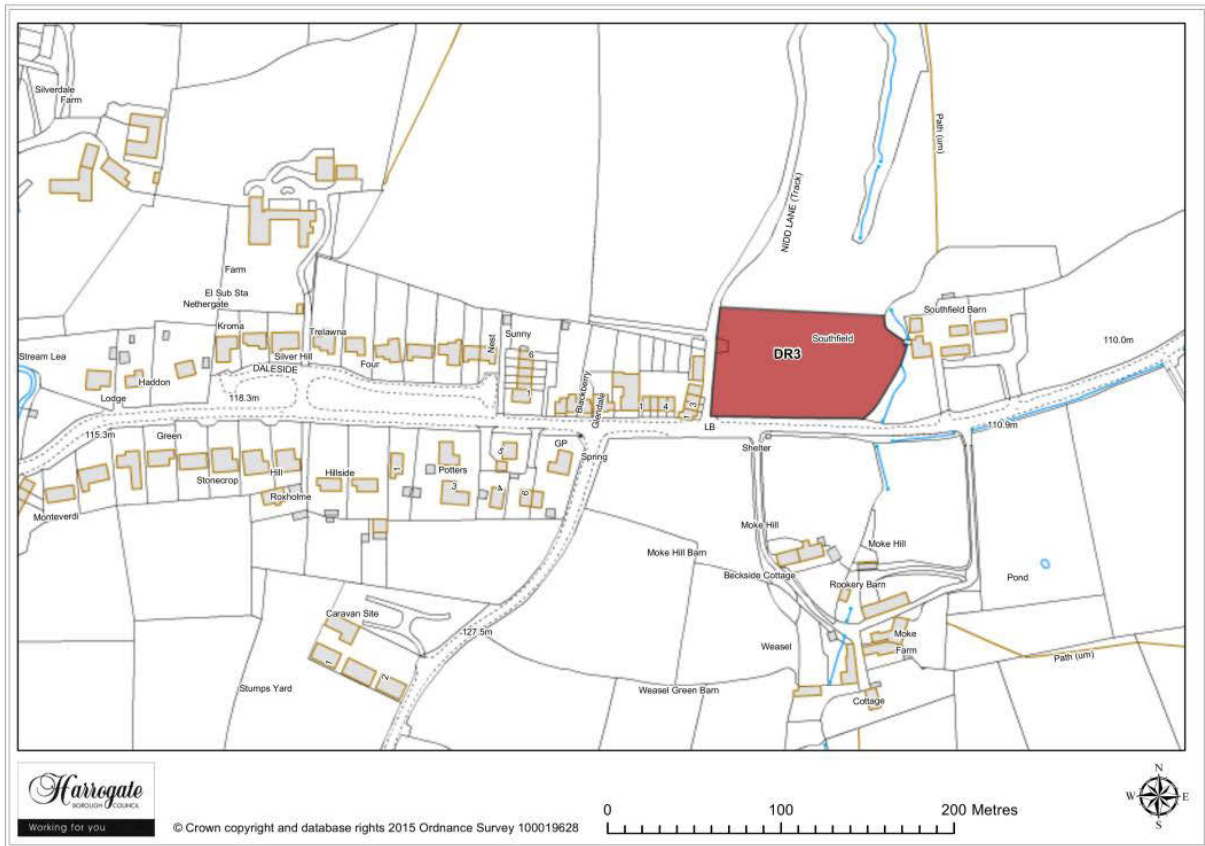 Silverdale
Farm
Path (um)
NIDD LANE (Track)
Farm
El Sub Sta
Nethergate
Kroma
Silver Hill
Trelawna
Four
Nest
Sunny
6
1
Southfield
DR3
Southfield Barn
110.0m
Stream Lea
Haddon
Lodge
DALESIDE
118.3m
Blackberry
Glendale
1
4
3
1
LB
110.9m
115.3m
Green
Stonecrop
Hill
Roxholme
Hillside
1
Potters
3
5
4
6
GP
Spring
Shelter
Monteverdi
Moke Hill
Moke Hill
Moke Hill Barn
Beckside Cottage
Rookery Barn
Pond
Caravan Site
127.5m
1
2
Stumps Yard
Weasel
Moke
Farm
Path (um)
Weasel Green Barn
Cottage
Harrogate
BOROUGH COUNCIL
Working for you
© Crown copyright and database rights 2015 Ordnance Survey 100019628
0 100 200 Metres
N
W E
S